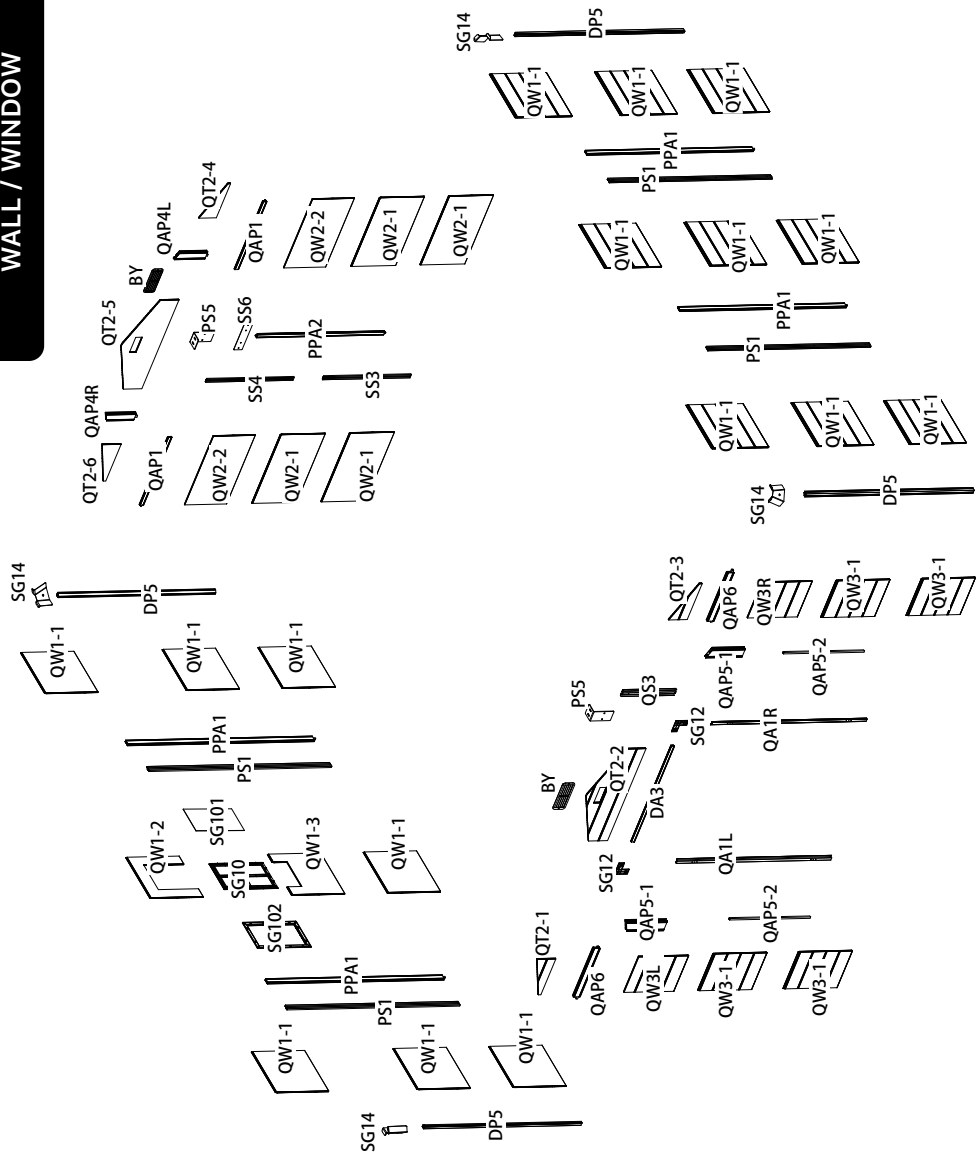 WALL / WINDOW
SG14
DP5
QW1-1
QW1-1
QW1-1
PPA1
PS1
QW1-1
QW1-1
QW1-1
PPA1
PS1
QW1-1
QW1-1
QW1-1
SG14
DP5
QT2-4
QAP4L
BY
QAP1
QW2-2
QW2-1
QW2-1
QT2-5
PS5
SS6
PPA2
SS4
SS3
QAP4R
QT2-6
QAP1
QW2-2
QW2-1
QW2-1
SG14
DP5
QW1-1
QW1-1
QW1-1
PPA1
PS1
SG101
QW1-2
SG10
QW1-3
QW1-1
SG102
PPA1
PS1
QW1-1
QW1-1
QW1-1
SG14
DP5
QT2-3
QAP6
QW3R
QW3-1
QW3-1
QAP5-1
QAP5-2
PS5
QS3
SG12
QA1R
BY
QT2-2
DA3
SG12
QA1L
QAP5-1
QAP5-2
QT2-1
QAP6
QW3L
QW3-1
QW3-1